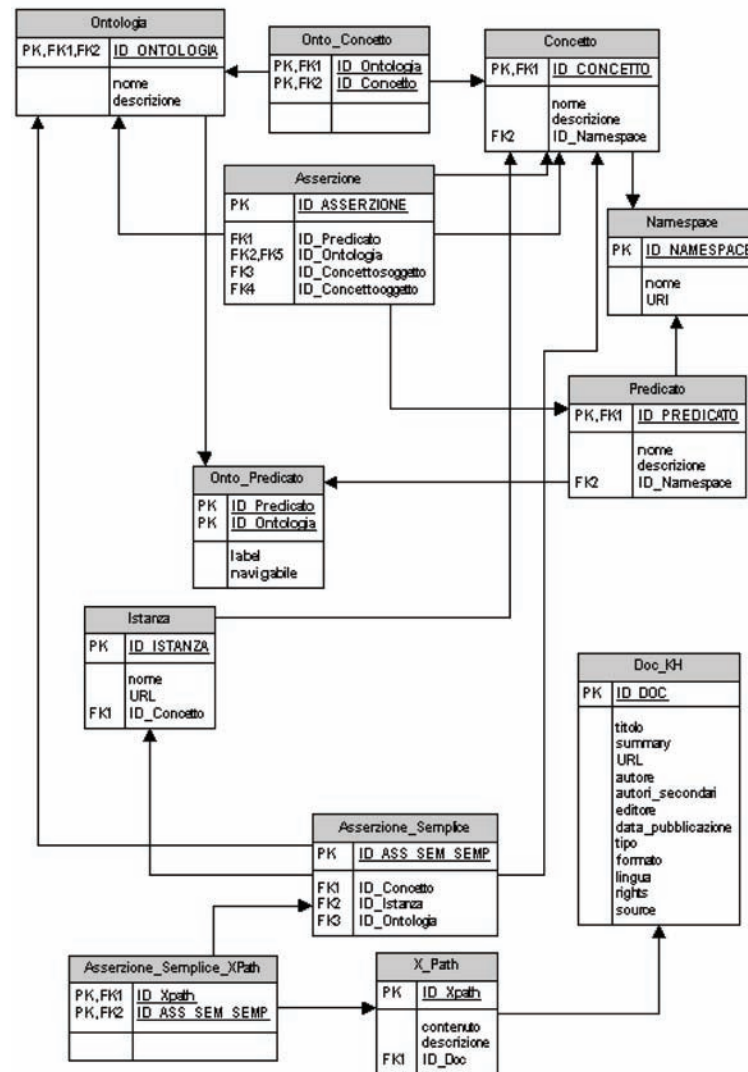 Ontologia
PK,FK1,FK2 ID_ONTOLOGIA
nome
descrizione
Onto_Concetto
PK,FK1 ID_Ontologia
PK,FK2 ID_Concetto
Concetto
PK,FK1 ID_CONCETTO
nome
descrizione
FK2 ID_Namespace
Asserzione
PK ID_ASSERZIONE
FK1 ID_Predicato
FK2,FK5 ID_Ontologia
FK3 ID_Concettosoggetto
FK4 ID_Concettooggetto
Namespace
PK ID_NAMESPACE
nome
URI
Predicato
PK,FK1 ID_PREDICATO
nome
descrizione
FK2 ID_Namespace
Onto_Predicato
PK ID_Predicato
PK ID_Ontologia
label
navigabile
Istanza
PK ID_ISTANZA
nome
URL
FK1 ID_Concetto
Doc_KH
PK ID_DOC
titolo
summary
URL
autore
autori_secondari
editore
data_pubblicazione
tipo
formato
lingua
rights
source
Asserzione_Semplice
PK ID_ASS_SEM_SEMP
FK1 ID_Concetto
FK2 ID_Istanza
FK3 ID_Ontologia
Asserzione_Semplice_XPath
PK,FK1 ID_Xpath
PK,FK2 ID_ASS_SEM_SEMP
X_Path
PK ID_Xpath
contenuto
descrizione
FK1 ID_Doc